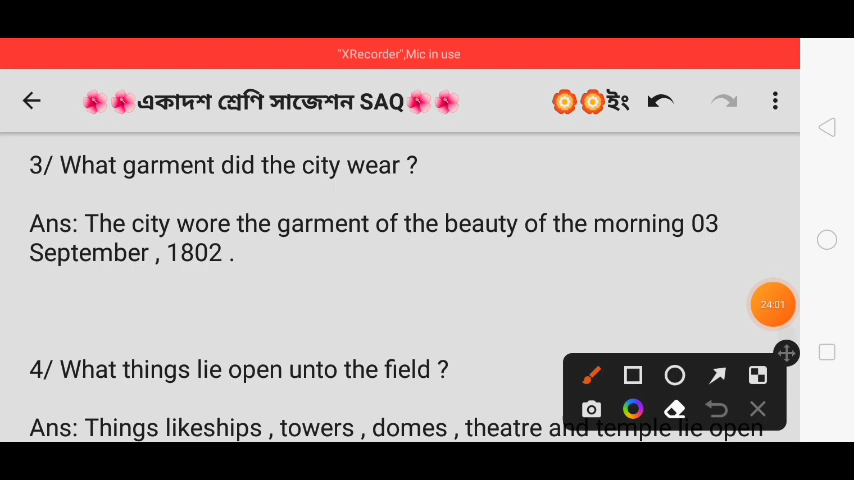 "XRecorder",Mic in use
একাদশ শ্রেণি সাজেশন SAQ ইং
3/ What garment did the city wear ?
Ans: The city wore the garment of the beauty of the morning 03
September , 1802 .
24:01
4/ What things lie open unto the field ?
Ans: Things likeships , towers , domes , theatre and temple lie open